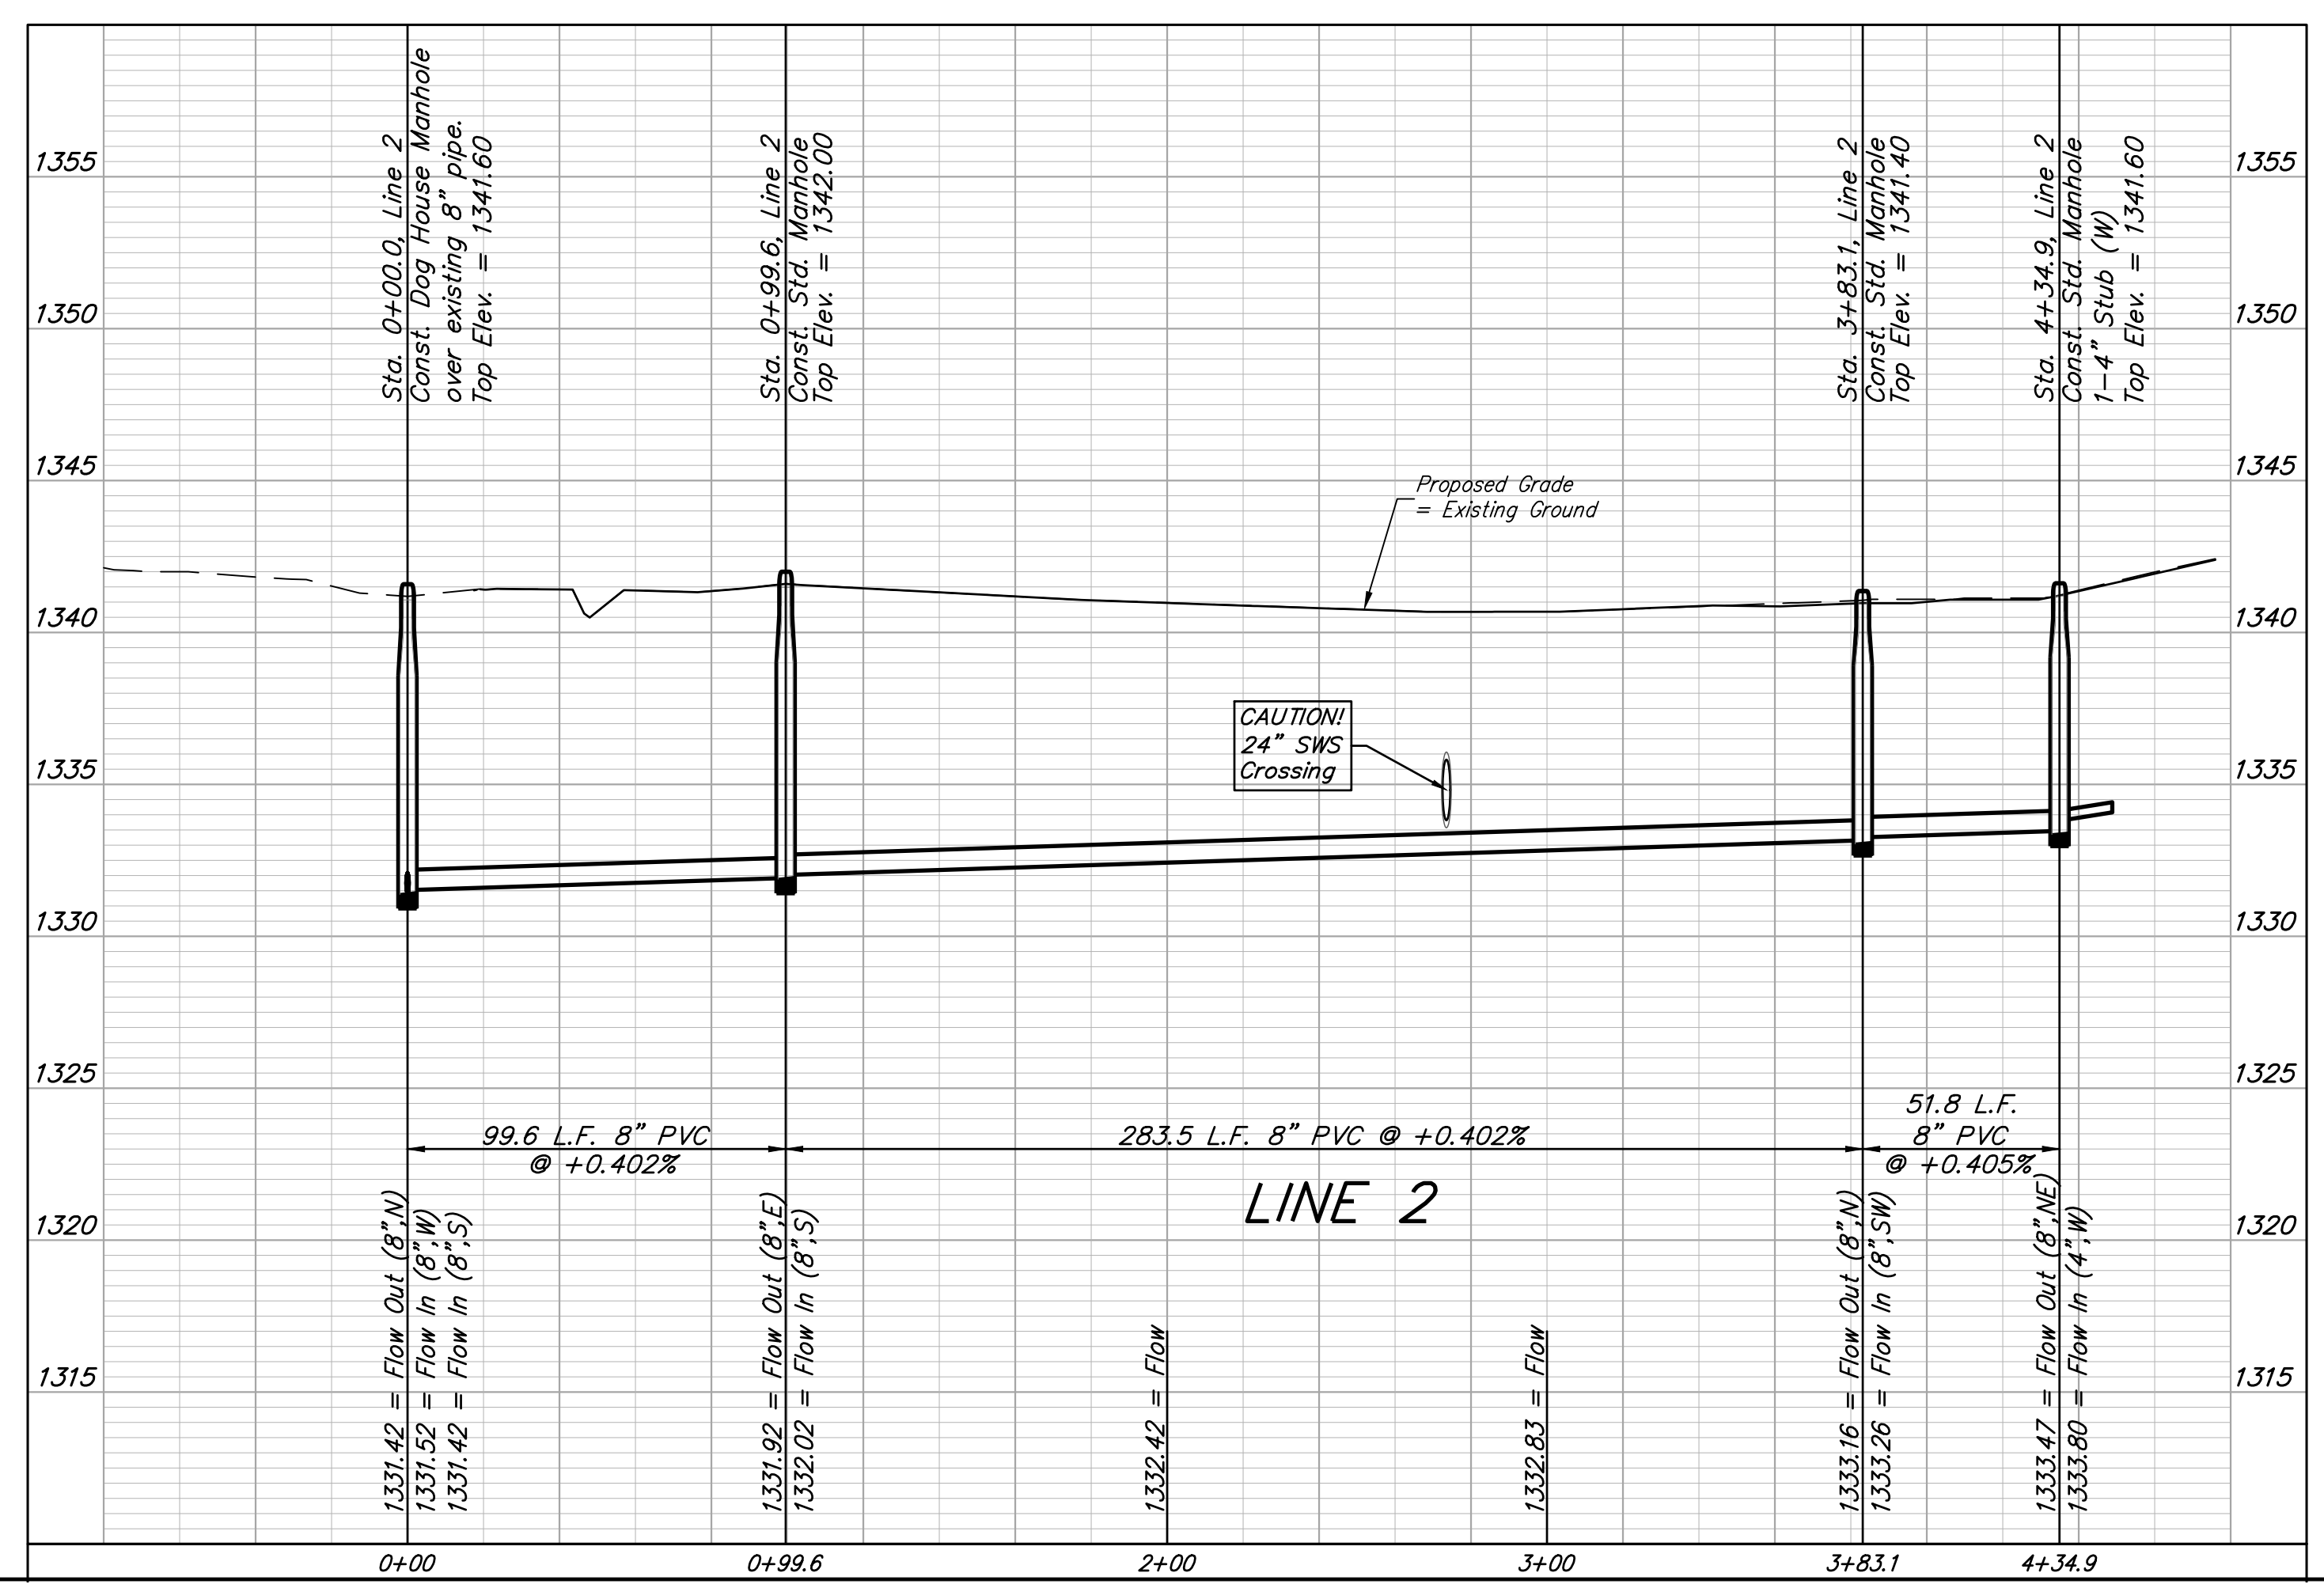 Sta. 0+00.0, Line 2
Const. Dog House Manhole
over existing 8" pipe.
Top Elev. = 1341.60
Sta. 0+99.6, Line 2
Const. Std. Manhole
Top Elev. = 1342.00
Sta. 3+83.1, Line 2
Const. Std. Manhole
Top Elev. = 1341.40
Sta. 4+34.9, Line 2
Const. Std. Manhole
1-4" Stub (W)
Top Elev. = 1341.60
1355
1355
1350
1350
1345
1345
Proposed Grade
= Existing Ground
1340
1340
CAUTION!
24" SWS
Crossing
1335
1335
1330
1330
1325
1325
99.6 L.F. 8" PVC
@ +0.402%
283.5 L.F. 8" PVC @ +0.402%
51.8 L.F.
8" PVC
@ +0.405%
LINE 2
1320
1320
1315
1315
1331.42 = Flow Out (8",N)
1331.52 = Flow In (8",W)
1331.42 = Flow In (8",S)
1331.92 = Flow Out (8",E)
1332.02 = Flow In (8",S)
1332.42 = Flow
1332.83 = Flow
1333.16 = Flow Out (8",N)
1333.26 = Flow In (8",SW)
1333.47 = Flow Out (8",NE)
1333.80 = Flow In (4",W)
0+00
0+99.6
2+00
3+00
3+83.1
4+34.9